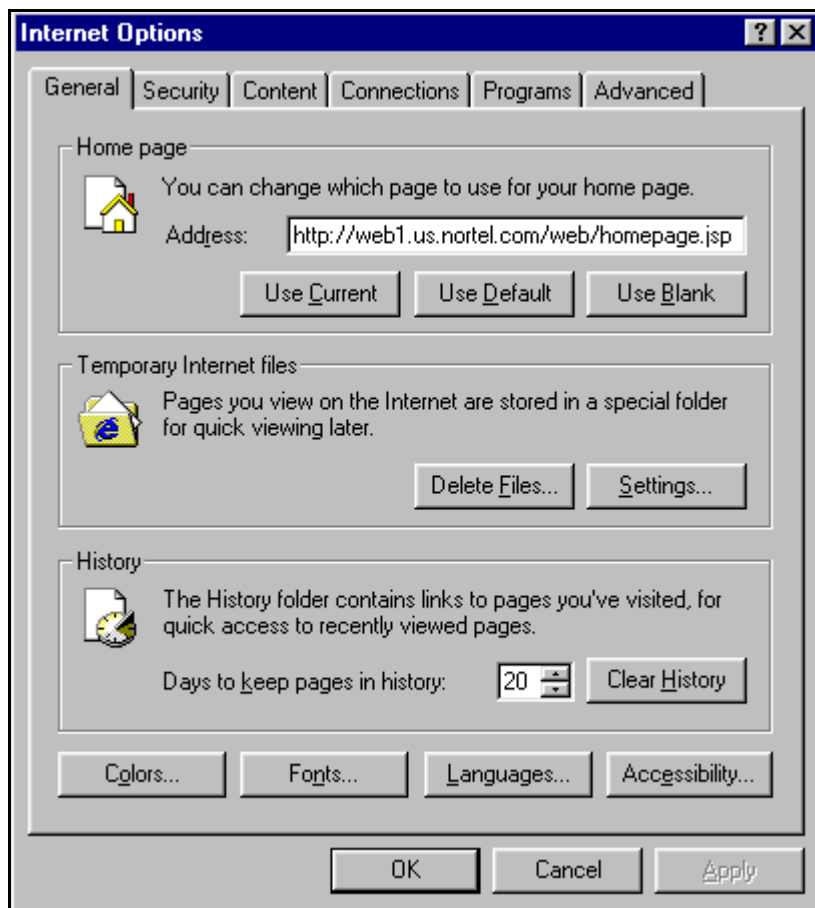 Internet Options
General Security Content Connections Programs Advanced
Home page
You can change which page to use for your home page.
Address: http://web1.us.nortel.com/web/homepage.jsp
Use Current Use Default Use Blank
Temporary Internet files
Pages you view on the Internet are stored in a special folder
for quick viewing later.
Delete Files... Settings...
History
The History folder contains links to pages you've visited, for
quick access to recently viewed pages.
Days to keep pages in history: 20 Clear History
Colors... Fonts... Languages... Accessibility...
OK Cancel Apply